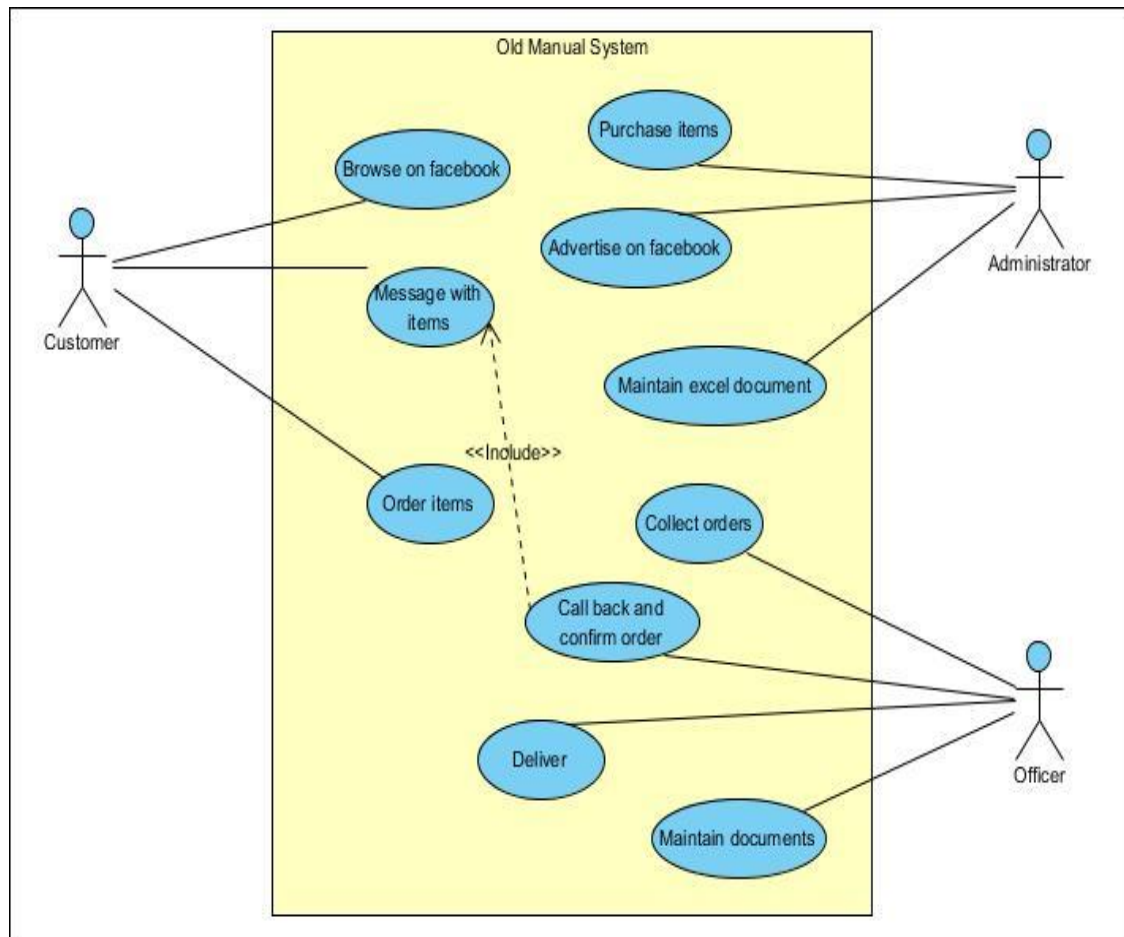 Old Manual System
Purchase items
Browse on facebook
Advertise on facebook
Administrator
Message with
items
Customer
Maintain excel document
<<Include>>
Order items
Collect orders
Call back and
confirm order
Deliver
Officer
Maintain documents